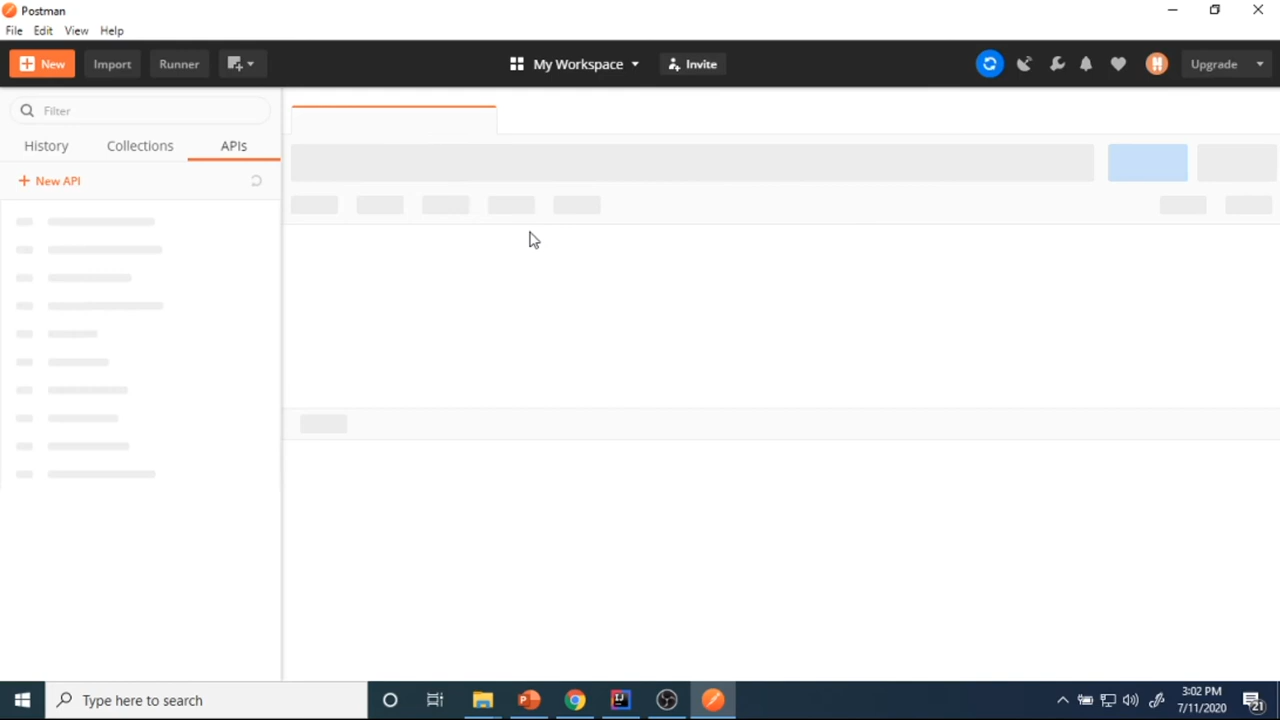 Postman
File Edit View Help
New Import Runner My Workspace Invite Upgrade
Filter
History Collections APIs
New API
Type here to search
3:02 PM
7/11/2020
21